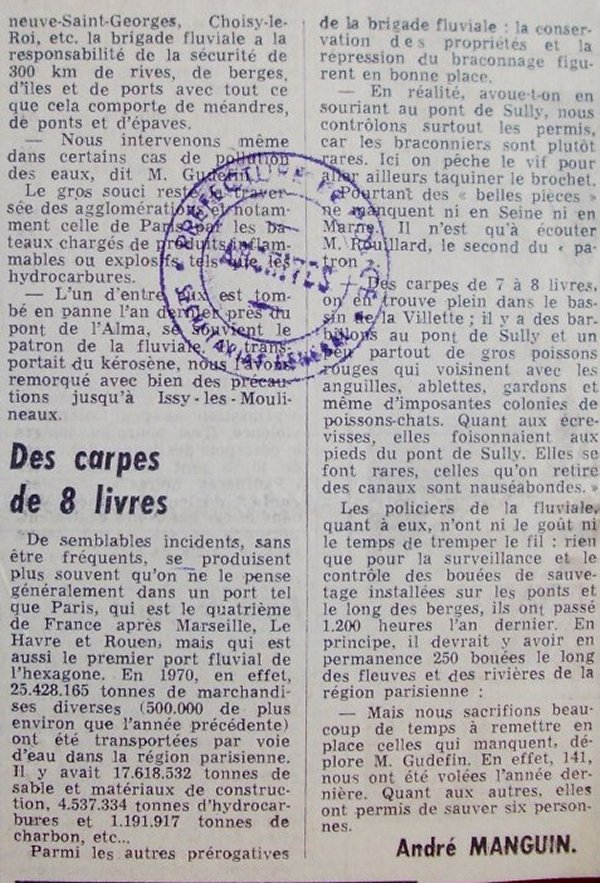 neuve-Saint-Georges, Choisy-le-
Roi, etc. la brigade fluviale a la
responsabilité de la sécurité de
300 km de rives, de berges,
d'îles et de ports avec tout ce
que cela comporte de méandres,
de ponts et d'épaves.
— Nous intervenons même
dans certains cas de pollution
des eaux, dit M. Gudefin.
Le gros souci reste la traver-
sée des agglomérations et notam-
ment celle de Paris par les ba-
teaux chargés de produits inflam-
mables ou explosifs tels que les
hydrocarbures.
— L'un d'entre eux est tom-
bé en panne l'an dernier près du
pont de l'Alma, se souvient le
patron de la fluviale. Il trans-
portait du kérosène, nous l'avons
remorqué avec bien des précau-
tions jusqu'à Issy-les-Mouli-
neaux.
Des carpes
de 8 livres
De semblables incidents, sans
être fréquents, se produisent
plus souvent qu'on ne le pense
généralement dans un port tel
que Paris, qui est le quatrième
de France après Marseille, Le
Havre et Rouen, mais qui est
aussi le premier port fluvial de
l'hexagone. En 1970, en effet,
25.428.165 tonnes de marchandi-
ses diverses (500.000 de plus
environ que l'année précédente)
ont été transportées par voie
d'eau dans la région parisienne.
Il y avait 17.618.532 tonnes de
sable et matériaux de construc-
tion, 4.537.334 tonnes d'hydrocar-
bures et 1.191.917 tonnes de
charbon, etc...
Parmi les autres prérogatives
de la brigade fluviale : la conser-
vation des propriétés et la
répression du braconnage figu-
rent en bonne place.
— En réalité, avoue-t-on en
souriant au pont de Sully, nous
contrôlons surtout les permis,
car les braconniers sont plutôt
rares. Ici on pêche le vif pour
aller ailleurs taquiner le brochet.
Pourtant des « belles pièces »
ne manquent ni en Seine ni en
Marne. Il n'est qu'à écouter
M. Rouillard, le second du « pa-
tron »
Des carpes de 7 à 8 livres,
on en trouve plein dans le bas-
sin de la Villette ; il y a des bar-
billons au pont de Sully et un
peu partout de gros poissons
rouges qui voisinent avec les
anguilles, ablettes, gardons et
même d'imposantes colonies de
poissons-chats. Quant aux écre-
visses, elles foisonnaient aux
pieds du pont de Sully. Elles se
font rares, celles qu'on retire
des canaux sont nauséabondes. »
Les policiers de la fluviale,
quant à eux, n'ont ni le goût ni
le temps de tremper le fil : rien
que pour la surveillance et le
contrôle des bouées de sauve-
tage installées sur les ponts et
le long des berges, ils ont passé
1.200 heures l'an dernier. En
principe, il devrait y avoir en
permanence 250 bouées le long
des fleuves et des rivières de la
région parisienne :
— Mais nous sacrifions beau-
coup de temps à remettre en
place celles qui manquent, dé-
plore M. Gudefin. En effet, 141,
nous ont été volées l'année der-
nière. Quant aux autres, elles
ont permis de sauver six person-
nes.
André MANGUIN.
PRÉFECTURE DE
SECRÉTARIAT GÉNÉRAL